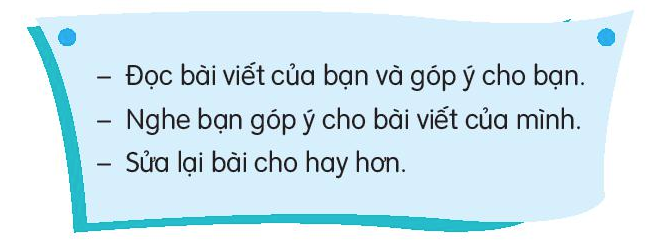 – Đọc bài viết của bạn và góp ý cho bạn.
– Nghe bạn góp ý cho bài viết của mình.
– Sửa lại bài cho hay hơn.